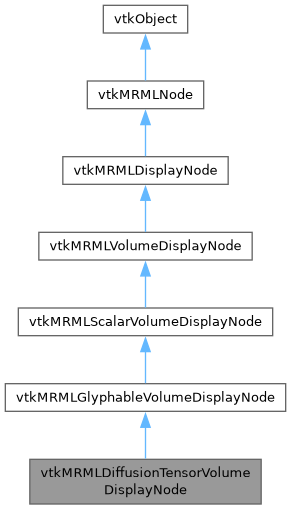 vtkObject
vtkMRMLNode
vtkMRMLDisplayNode
vtkMRMLVolumeDisplayNode
vtkMRMLScalarVolumeDisplayNode
vtkMRMLGlyphableVolumeDisplayNode
vtkMRMLDiffusionTensorVolume
DisplayNode